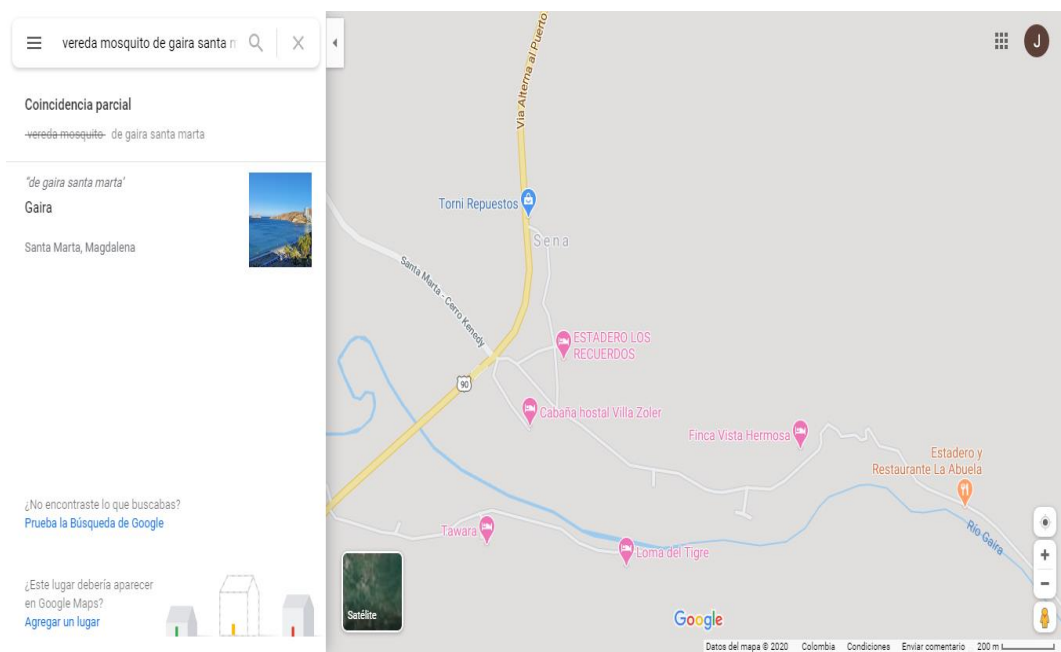 vereda mosquito de gaira santa r
Coincidencia parcial
vereda mosquito de gaira santa marta
"de gaira santa marta"
Gaira
Santa Marta, Magdalena
¿No encontraste lo que buscabas?
Prueba la Búsqueda de Google
¿Este lugar debería aparecer
en Google Maps?
Agregar un lugar
J
Via Alterna al Puerto
Torni Repuestos
Sena
Santa Marta - Cerro Kenedy
ESTADERO LOS
RECUERDOS
90
Cabaña hostal Villa Zoler
Finca Vista Hermosa
Estadero y
Restaurante La Abuela
Río Gaira
Tawara
Loma del Tigre
Satélite
Google
Datos del mapa © 2020 Colombia Condiciones Enviar comentario 200 m